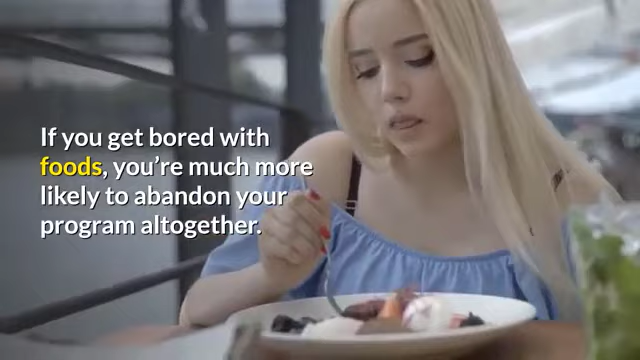 If you get bored with
foods, you’re much more
likely to abandon your
program altogether.